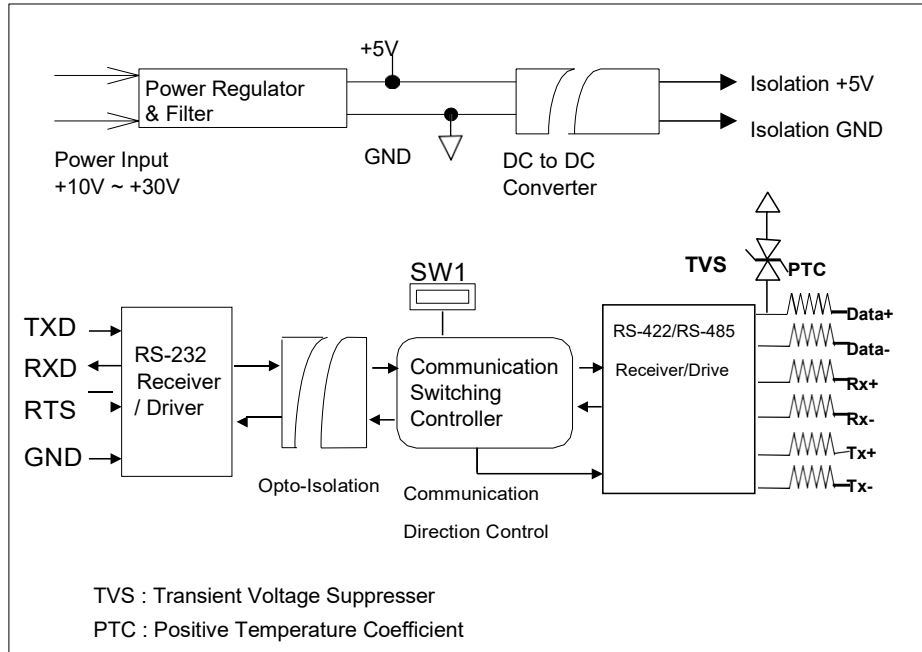 +5V
Power Regulator
& Filter
Isolation +5V
Isolation GND
Power Input
+10V ~ +30V
GND
DC to DC
Converter
TVS
PTC
SW1
TXD
RXD
RTS
GND
RS-232
Receiver
/ Driver
Opto-Isolation
Communication
Switching
Controller
Communication
Direction Control
RS-422/RS-485
Receiver/Drive
Data+
Data-
Rx+
Rx-
Tx+
Tx-
TVS : Transient Voltage Suppresser
PTC : Positive Temperature Coefficient